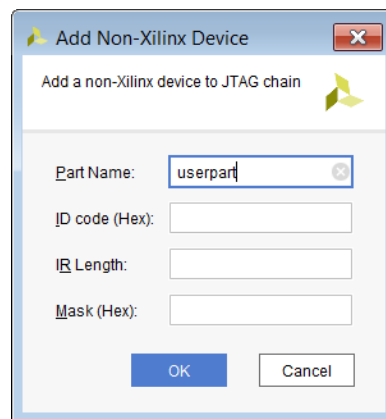 Add Non-Xilinx Device
Add a non-Xilinx device to JTAG chain
Part Name: userpart
ID code (Hex):
IR Length:
Mask (Hex):
OK Cancel